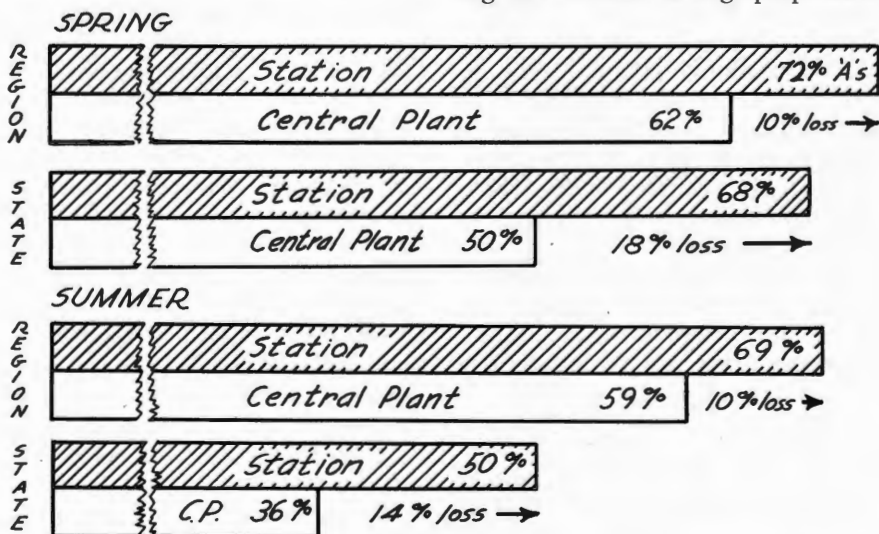 SPRING
REGION
Station 72% A's
Central Plant 62% 10% loss
STATE
Station 68%
Central Plant 50% 18% loss
SUMMER
REGION
Station 69%
Central Plant 59% 10% loss
STATE
Station 50%
C.P. 36% 14% loss